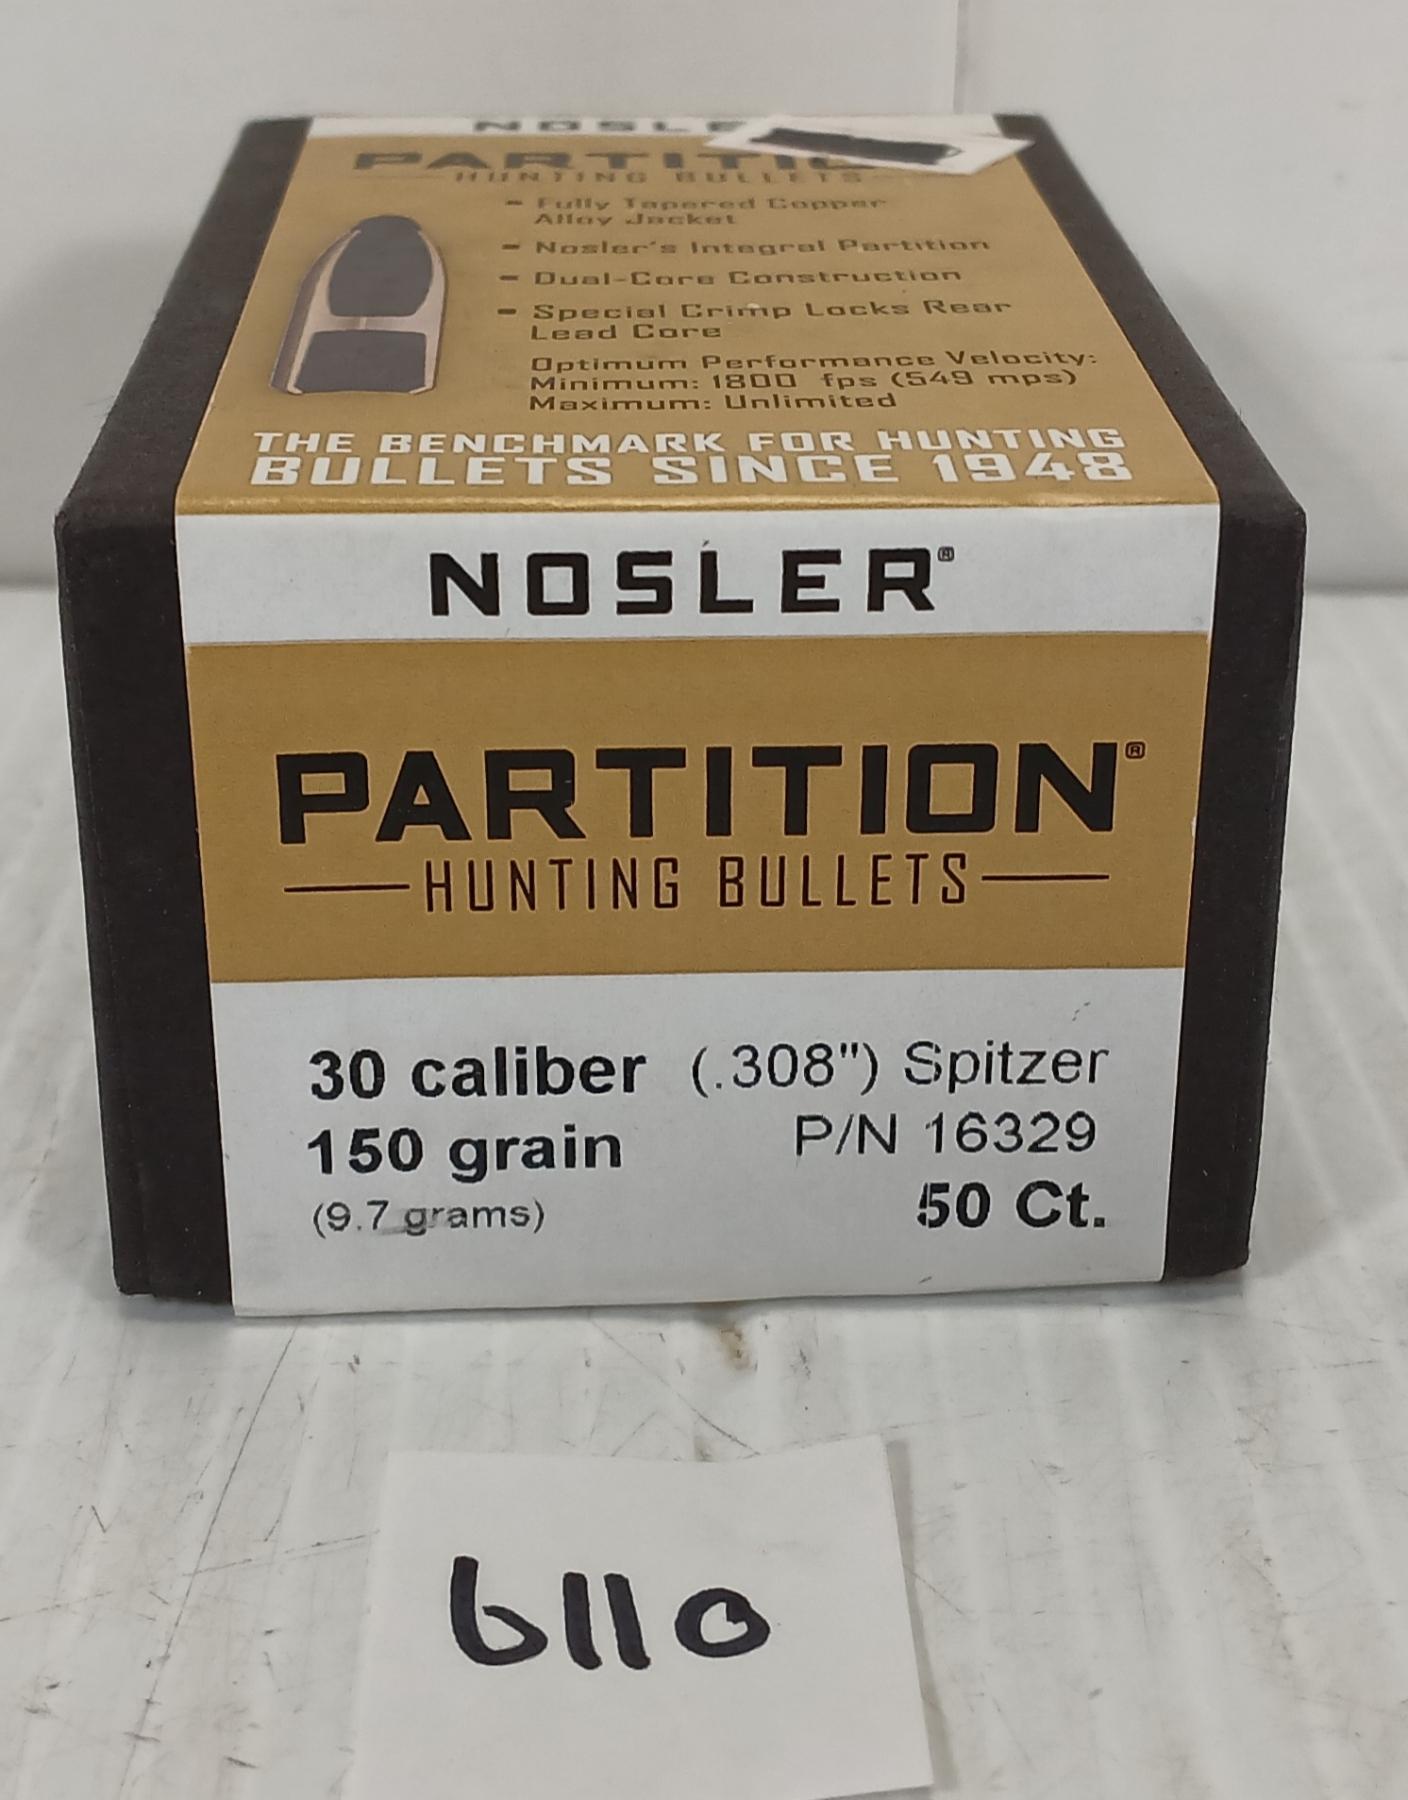 NOSLE
PARTITIO
HUNTING BULLETS
- Fully Tapered Copper
Alloy Jacket
- Nosler's Integral Partition
- Dual-Core Construction
- Special Crimp Locks Rear
Lead Core
Optimum Performance Velocity:
Minimum: 1800 fps (549 mps)
Maximum: Unlimited
THE BENCHMARK FOR HUNTING
BULLETS SINCE 1948
NOSLER®
PARTITION®
HUNTING BULLETS
30 caliber (.308") Spitzer
150 grain P/N 16329
(9.7 grams) 50 Ct.
6110